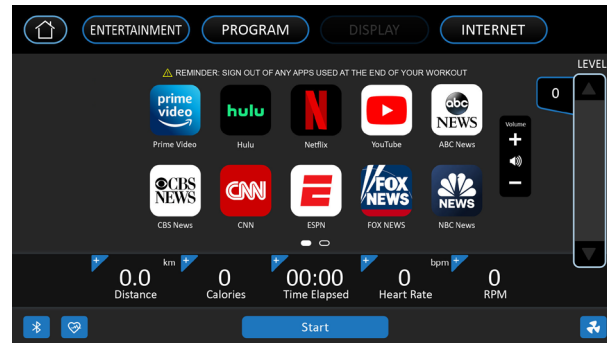 ENTERTAINMENT
PROGRAM
DISPLAY
INTERNET
LEVEL
REMINDER: SIGN OUT OF ANY APPS USED AT THE END OF YOUR WORKOUT
0
prime
video
hulu
N
abc
NEWS
Prime Video
Hulu
Netflix
YouTube
ABC News
Volume
+
−
CBS
NEWS
CNN
E
FOX
NEWS
NBC
NEWS
CBS News
CNN
ESPN
FOX NEWS
NBC News
km
bpm
0.0
0
00:00
0
0
Distance
Calories
Time Elapsed
Heart Rate
RPM
Start